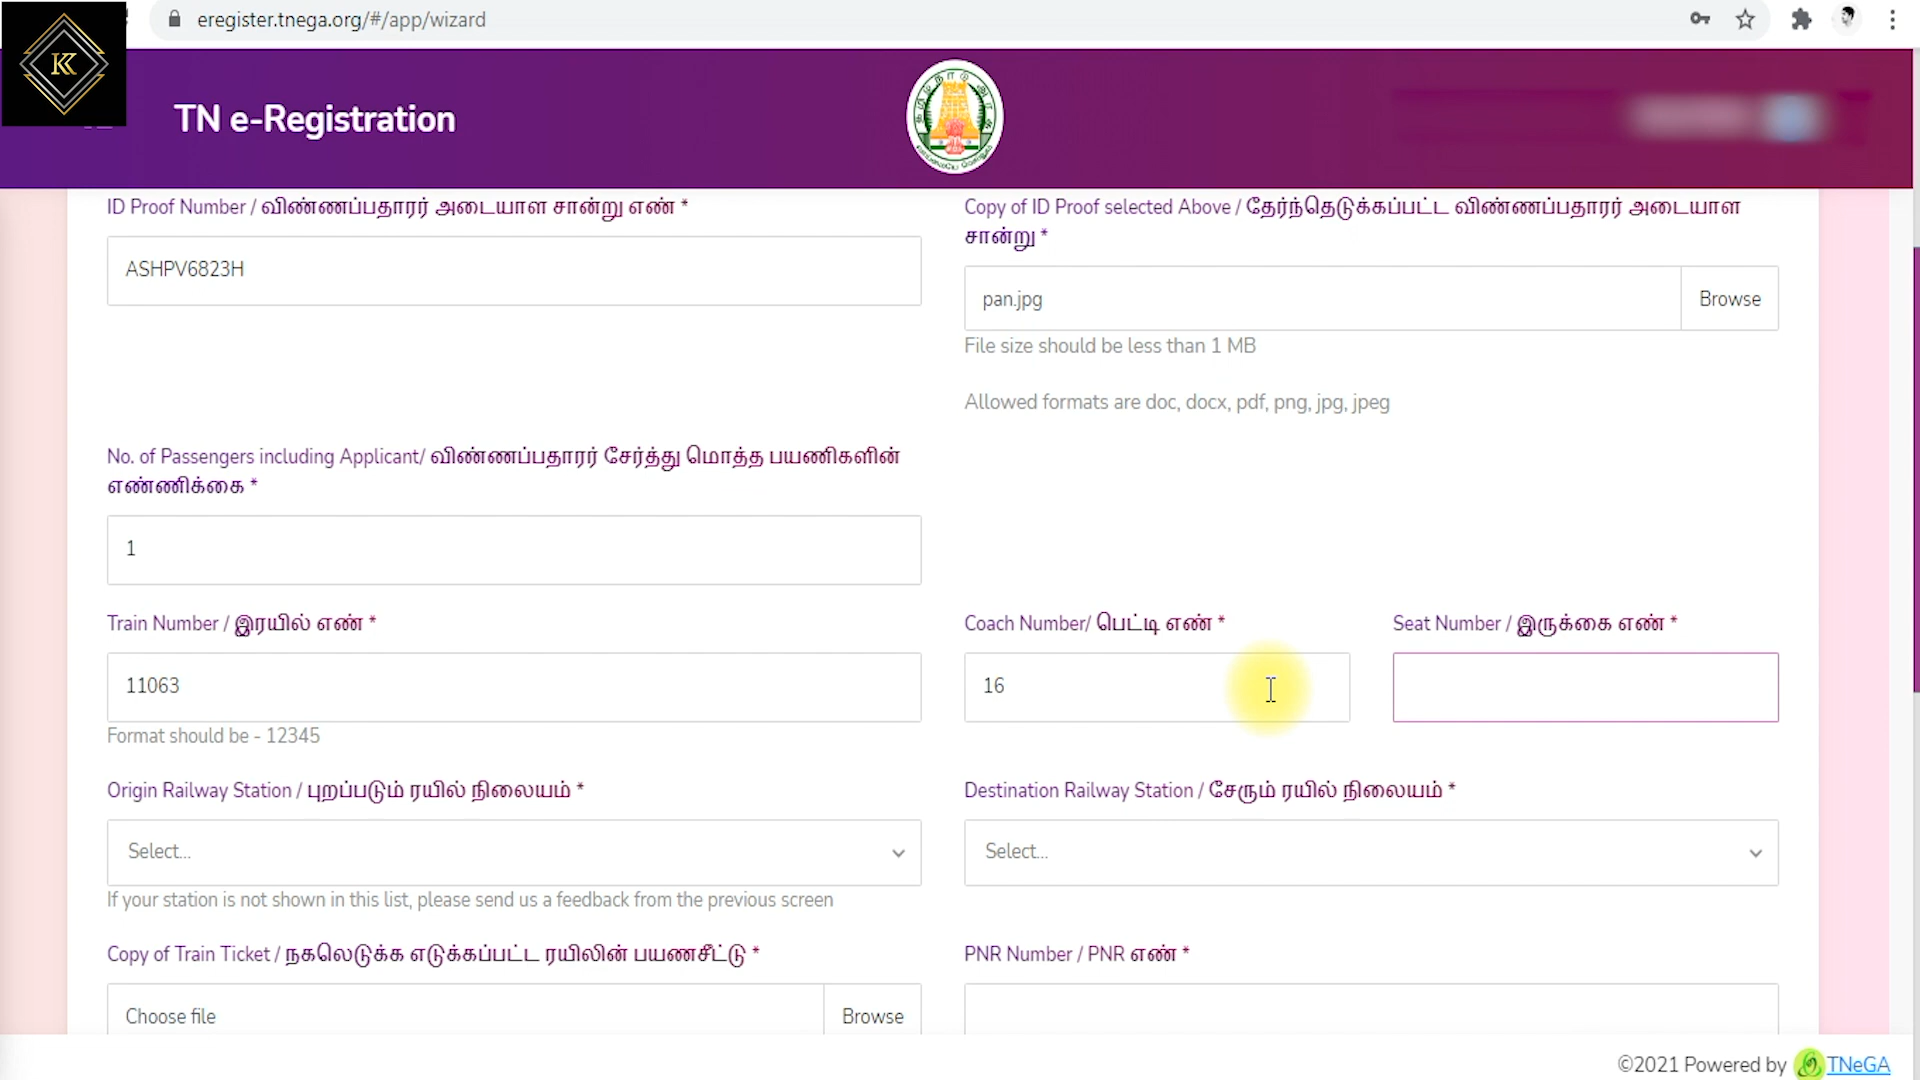 eregister.tnega.org/#/app/wizard
K
TN e-Registration
ID Proof Number / விண்ணப்பதாரர் அடையாள சான்று எண் *
ASHPV6823H
Copy of ID Proof selected Above / தேர்ந்தெடுக்கப்பட்ட விண்ணப்பதாரர் அடையாள
சான்று *
pan.jpg
Browse
File size should be less than 1 MB
Allowed formats are doc, docx, pdf, png, jpg, jpeg
No. of Passengers including Applicant/ விண்ணப்பதாரர் சேர்த்து மொத்த பயணிகளின்
எண்ணிக்கை *
1
Train Number / இரயில் எண் *
11063
Format should be - 12345
Coach Number/ பெட்டி எண் *
16
Seat Number / இருக்கை எண் *
Origin Railway Station / புறப்படும் ரயில் நிலையம் *
Select...
If your station is not shown in this list, please send us a feedback from the previous screen
Destination Railway Station / சேரும் ரயில் நிலையம் *
Select...
Copy of Train Ticket / நகலெடுக்க எடுக்கப்பட்ட ரயிலின் பயணசீட்டு *
Choose file
Browse
PNR Number / PNR எண் *
©2021 Powered by TNeGA